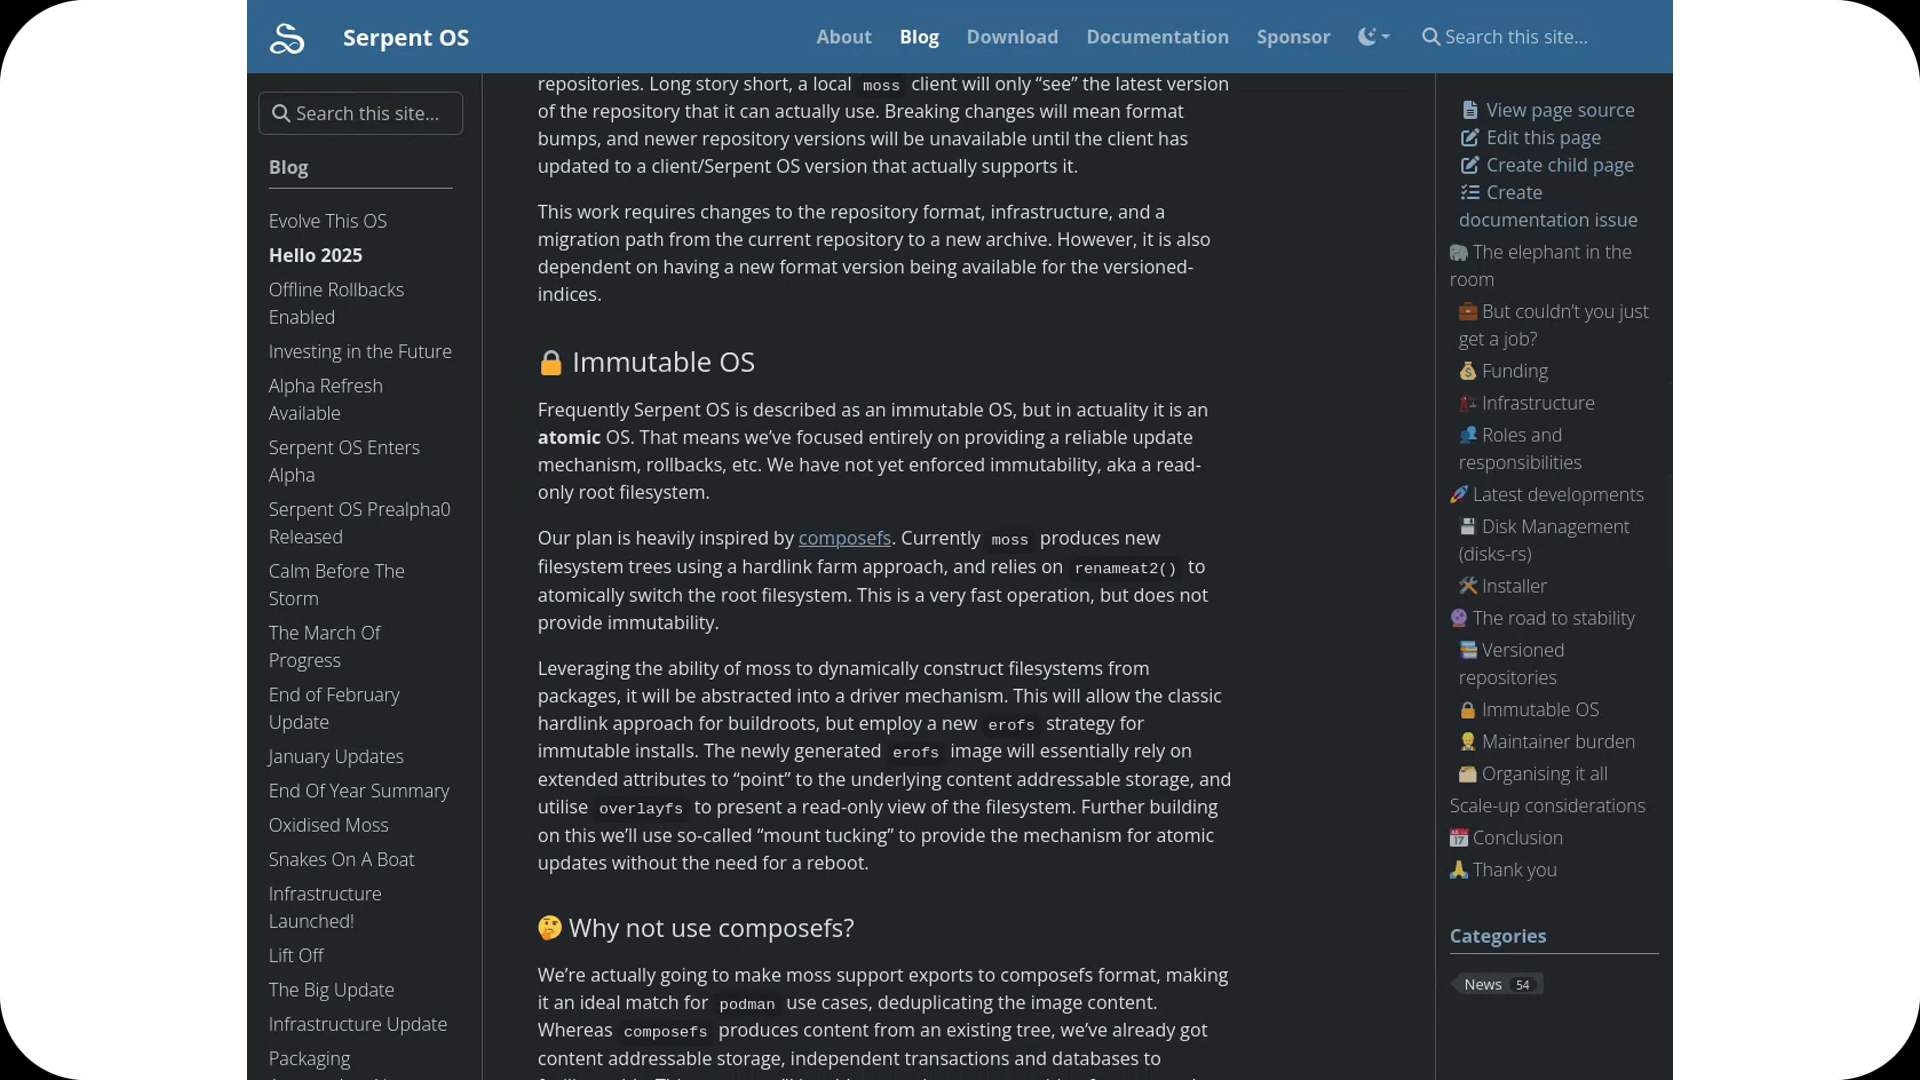 Serpent OS
About
Blog
Download
Documentation
Sponsor
Search this site…
Search this site…
Blog
Evolve This OS
Hello 2025
Offline Rollbacks
Enabled
Investing in the Future
Alpha Refresh
Available
Serpent OS Enters
Alpha
Serpent OS Prealpha0
Released
Calm Before The
Storm
The March Of
Progress
End of February
Update
January Updates
End Of Year Summary
Oxidised Moss
Snakes On A Boat
Infrastructure
Launched!
Lift Off
The Big Update
Infrastructure Update
Packaging
repositories. Long story short, a local moss client will only “see” the latest version
of the repository that it can actually use. Breaking changes will mean format
bumps, and newer repository versions will be unavailable until the client has
updated to a client/Serpent OS version that actually supports it.
This work requires changes to the repository format, infrastructure, and a
migration path from the current repository to a new archive. However, it is also
dependent on having a new format version being available for the versioned-
indices.
🔒 Immutable OS
Frequently Serpent OS is described as an immutable OS, but in actuality it is an
atomic OS. That means we’ve focused entirely on providing a reliable update
mechanism, rollbacks, etc. We have not yet enforced immutability, aka a read-
only root filesystem.
Our plan is heavily inspired by composefs. Currently moss produces new
filesystem trees using a hardlink farm approach, and relies on renameat2() to
atomically switch the root filesystem. This is a very fast operation, but does not
provide immutability.
Leveraging the ability of moss to dynamically construct filesystems from
packages, it will be abstracted into a driver mechanism. This will allow the classic
hardlink approach for buildroots, but employ a new erofs strategy for
immutable installs. The newly generated erofs image will essentially rely on
extended attributes to “point” to the underlying content addressable storage, and
utilise overlayfs to present a read-only view of the filesystem. Further building
on this we’ll use so-called “mount tucking” to provide the mechanism for atomic
updates without the need for a reboot.
🤔 Why not use composefs?
We’re actually going to make moss support exports to composefs format, making
it an ideal match for podman use cases, deduplicating the image content.
Whereas composefs produces content from an existing tree, we’ve already got
content addressable storage, independent transactions and databases to
View page source
Edit this page
Create child page
Create
documentation issue
🐘 The elephant in the
room
💼 But couldn’t you just
get a job?
💰 Funding
🏗️ Infrastructure
👥 Roles and
responsibilities
🚀 Latest developments
💾 Disk Management
(disks-rs)
🛠️ Installer
🔮 The road to stability
📚 Versioned
repositories
🔒 Immutable OS
👷 Maintainer burden
🗂️ Organising it all
Scale-up considerations
📅 Conclusion
🙏 Thank you
Categories
News 54